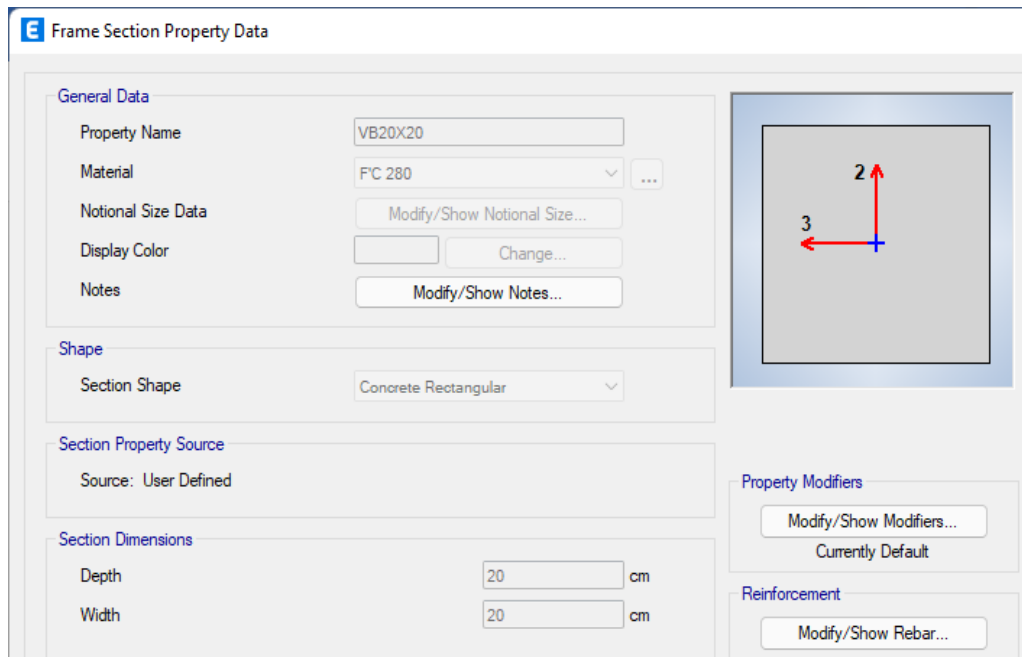 E Frame Section Property Data
General Data
Property Name VB20X20
Material F'C 280 ...
Notional Size Data Modify/Show Notional Size...
Display Color Change...
Notes Modify/Show Notes...
Shape
Section Shape Concrete Rectangular
Section Property Source
Source: User Defined
Section Dimensions
Depth 20 cm
Width 20 cm
2
3
Property Modifiers
Modify/Show Modifiers...
Currently Default
Reinforcement
Modify/Show Rebar...